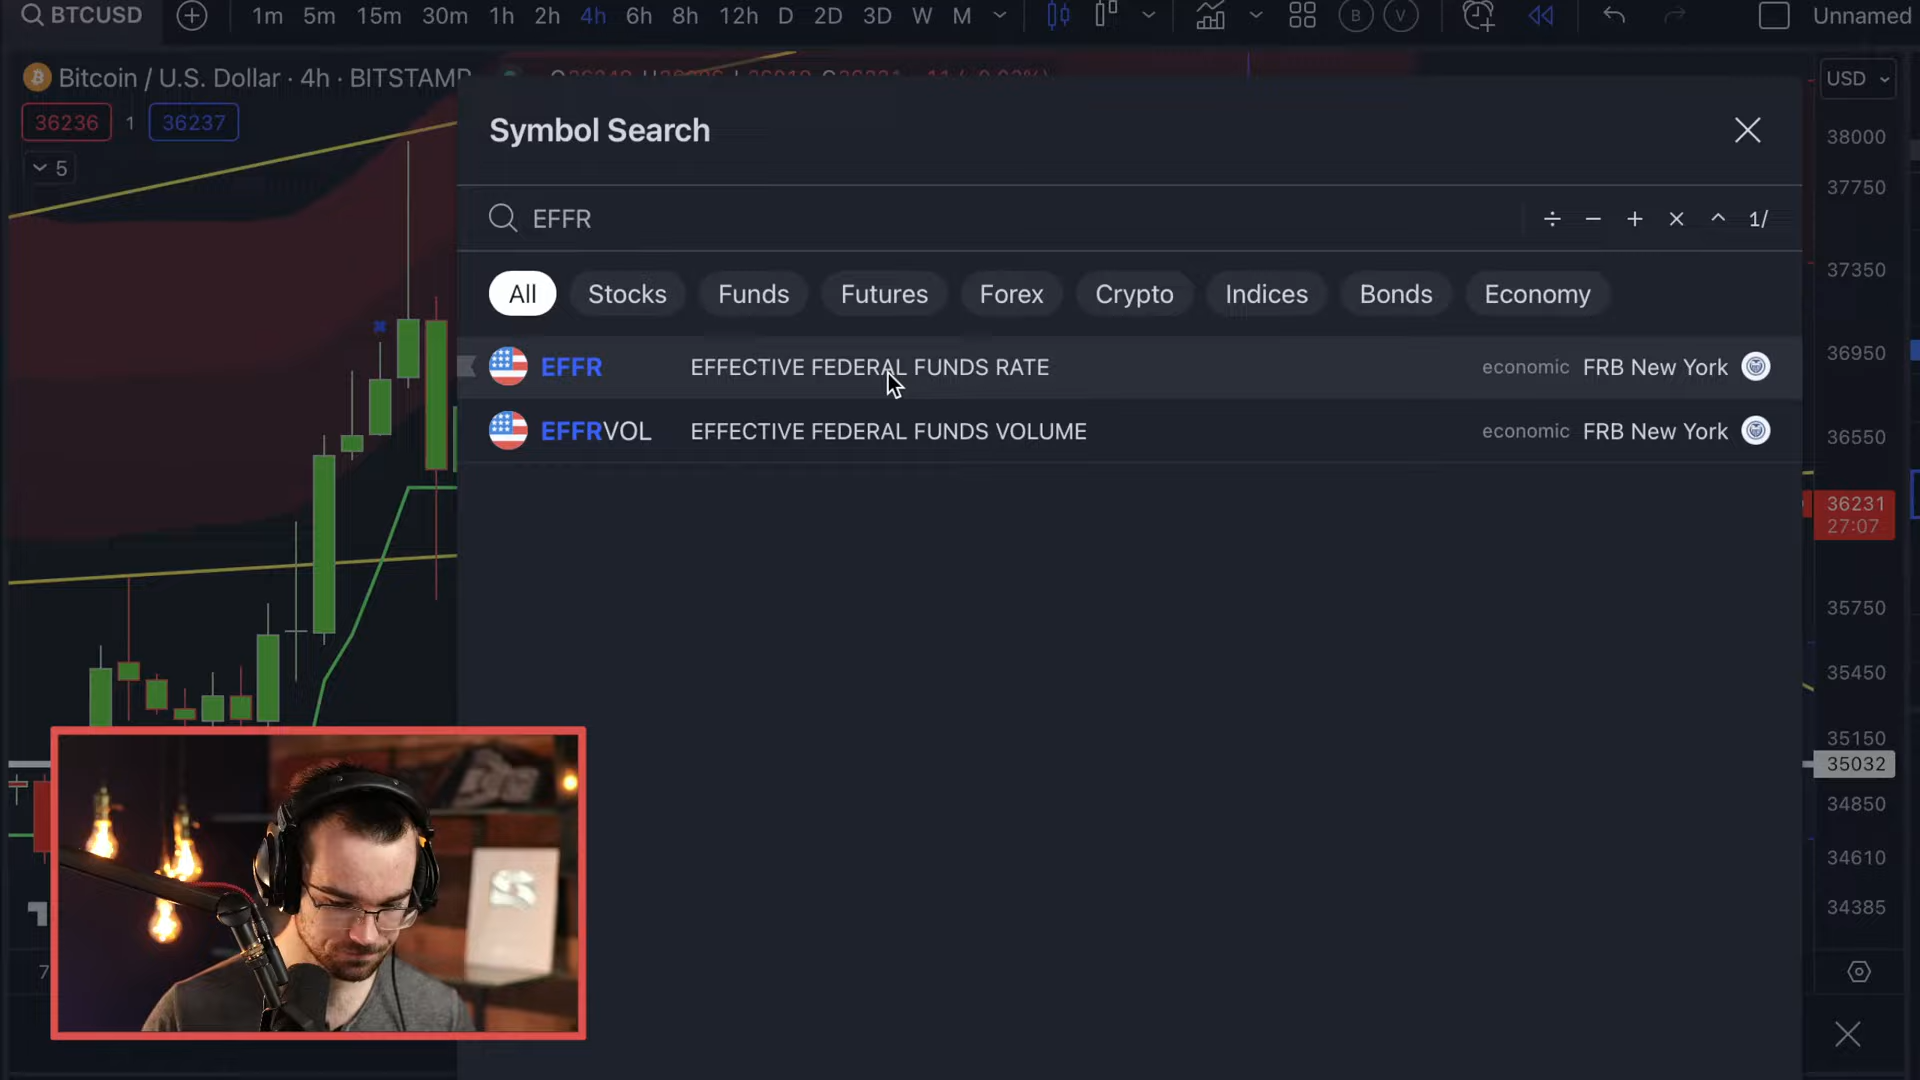 BTCUSD 1m 5m 15m 30m 1h 2h 4h 6h 8h 12h D 2D 3D W M B V Unnamed
Bitcoin / U.S. Dollar · 4h · BITSTAMP
USD
36236 1 36237
5
Symbol Search
EFFR ÷ − + × ^ 1/
All Stocks Funds Futures Forex Crypto Indices Bonds Economy
EFFR EFFECTIVE FEDERAL FUNDS RATE economic FRB New York
EFFRVOL EFFECTIVE FEDERAL FUNDS VOLUME economic FRB New York
38000
37750
37350
36950
36550
36231
27:07
35750
35450
35150
35032
34850
34610
34385
7